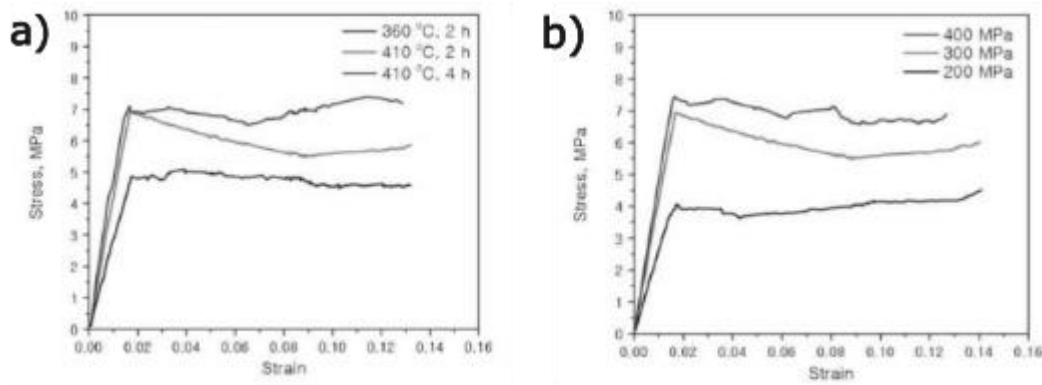 a)
360 °C, 2 h
410 °C, 2 h
410 °C, 4 h
10
9
8
7
6
5
4
3
2
1
0
Stress, MPa
0.00 0.02 0.04 0.06 0.08 0.10 0.12 0.14 0.16
Strain
b)
400 MPa
300 MPa
200 MPa
10
9
8
7
6
5
4
3
2
1
0
Stress, MPa
0.00 0.02 0.04 0.06 0.08 0.10 0.12 0.14 0.16
Strain